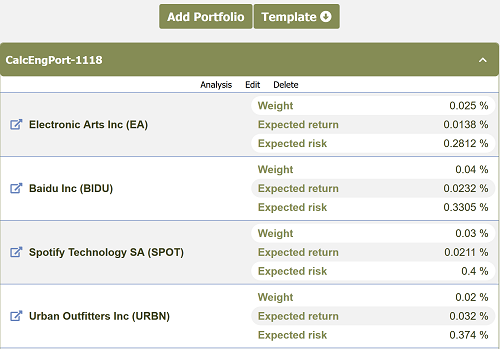 Add Portfolio Template
CalcEngPort-1118
Analysis Edit Delete
Electronic Arts Inc (EA)
Weight 0.025 %
Expected return 0.0138 %
Expected risk 0.2812 %
Baidu Inc (BIDU)
Weight 0.04 %
Expected return 0.0232 %
Expected risk 0.3305 %
Spotify Technology SA (SPOT)
Weight 0.03 %
Expected return 0.0211 %
Expected risk 0.4 %
Urban Outfitters Inc (URBN)
Weight 0.02 %
Expected return 0.032 %
Expected risk 0.374 %